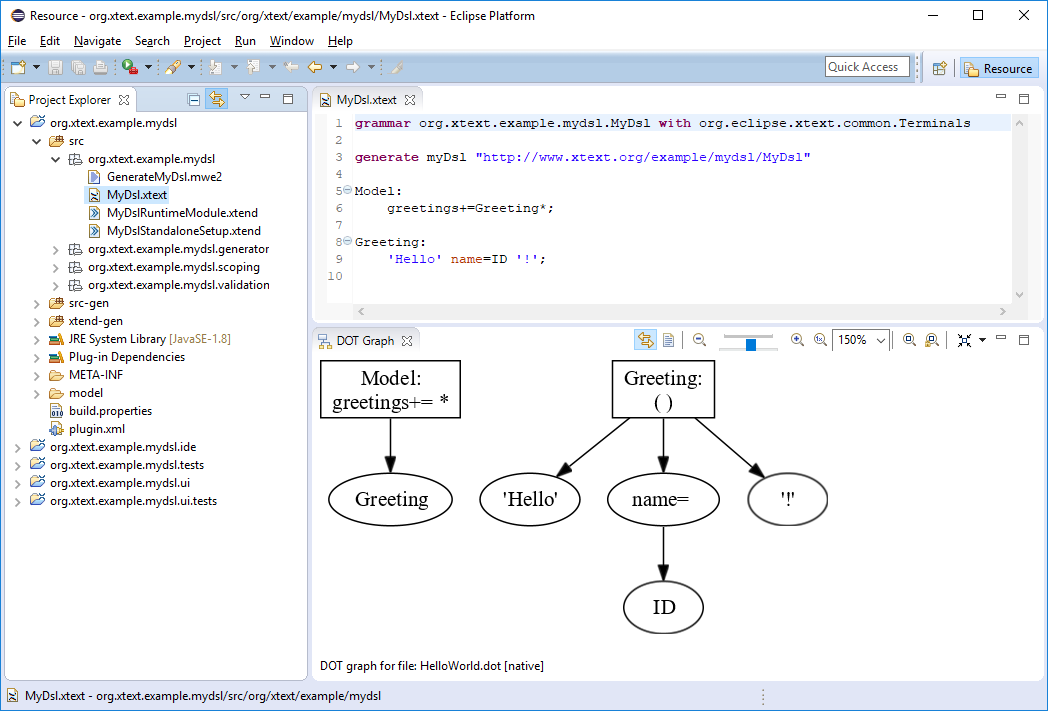 Resource - org.xtext.example.mydsl/src/org/xtext/example/mydsl/MyDsl.xtext - Eclipse Platform
File Edit Navigate Search Project Run Window Help
Quick Access
Resource
Project Explorer
org.xtext.example.mydsl
src
org.xtext.example.mydsl
GenerateMyDsl.mwe2
MyDsl.xtext
MyDslRuntimeModule.xtend
MyDslStandaloneSetup.xtend
org.xtext.example.mydsl.generator
org.xtext.example.mydsl.scoping
org.xtext.example.mydsl.validation
src-gen
xtend-gen
JRE System Library [JavaSE-1.8]
Plug-in Dependencies
META-INF
model
build.properties
plugin.xml
org.xtext.example.mydsl.ide
org.xtext.example.mydsl.tests
org.xtext.example.mydsl.ui
org.xtext.example.mydsl.ui.tests
MyDsl.xtext
1 grammar org.xtext.example.mydsl.MyDsl with org.eclipse.xtext.common.Terminals
2
3 generate myDsl "http://www.xtext.org/example/mydsl/MyDsl"
4
5 Model:
6 greetings+=Greeting*;
7
8 Greeting:
9 'Hello' name=ID '!';
10
DOT Graph
150%
Model:
greetings+= *
Greeting:
( )
Greeting
'Hello'
name=
'!'
ID
DOT graph for file: HelloWorld.dot [native]
MyDsl.xtext - org.xtext.example.mydsl/src/org/xtext/example/mydsl